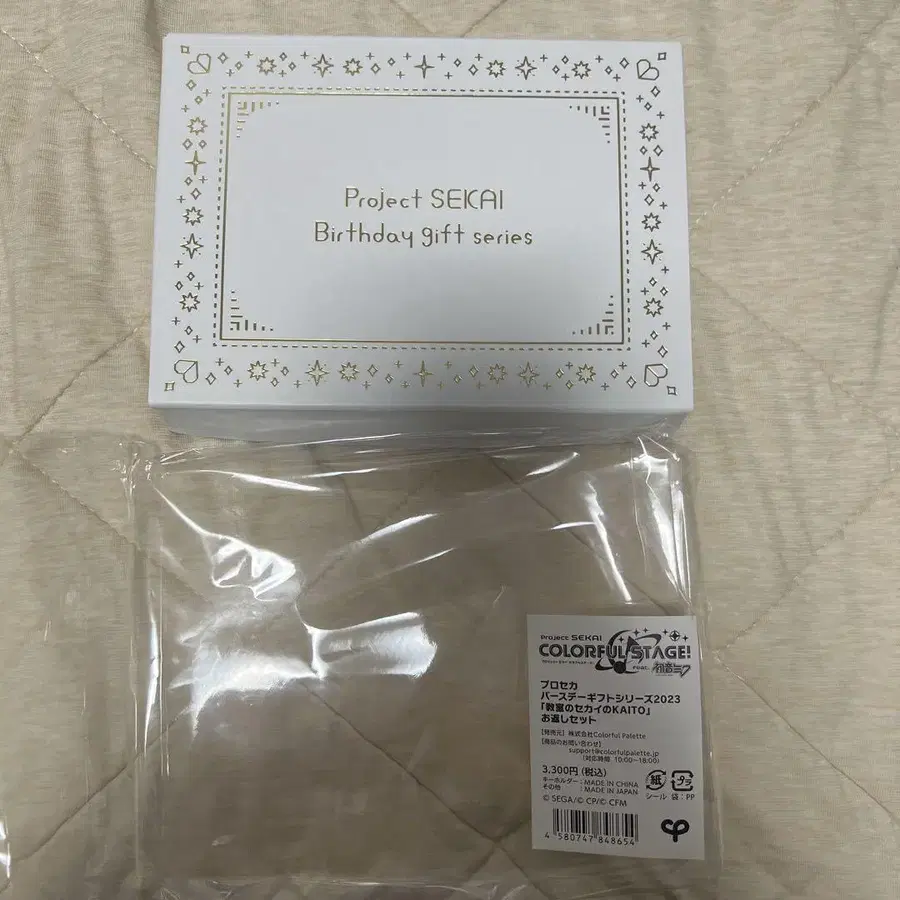 Project SEKAI
Birthday gift series
Project SEKAI
COLORFUL STAGE!
feat. 初音ミク
プロセカ
バースデーギフトシリーズ2023
「教室のセカイのKAITO」
お返しセット
［発売元］株式会社Colorful Palette
［商品のお問い合わせ］
support@colorfulpalette.jp
（対応時間 10:00~18:00）
3,300円（税込）
キーホルダー：MADE IN CHINA
その他 ：MADE IN JAPAN
© SEGA/© CP/© CFM
紙 プラ
シール 袋：PP
4 580747 848654
CP